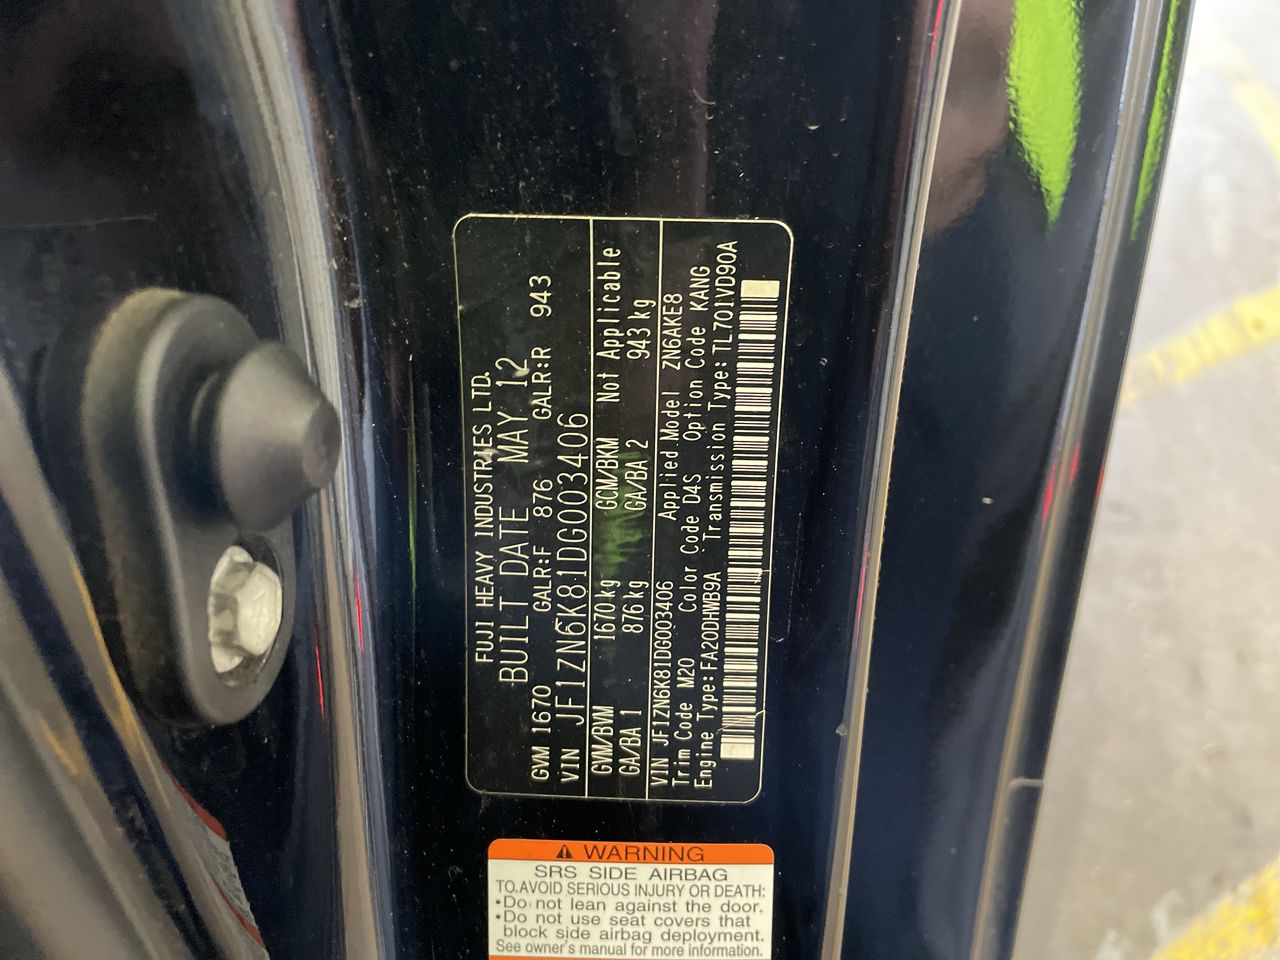 FUJI HEAVY INDUSTRIES LTD.
BUILT DATE MAY 12
GVM 1670 GALR:F 876 GALR:R 943
VIN JF1ZN6K81DG003406
GVM/BVM 1670 kg GCM/BKM Not Applicable
GA/BA 1 876 kg GA/BA 2 943 kg
VIN JF1ZN6K81DG003406 Applied Model ZN6AKE8
Trim Code M20 Color Code D4S Option Code KANG
Engine Type:FA20DHWB9A Transmission Type:TL701VD90A
WARNING
SRS SIDE AIRBAG
TO AVOID SERIOUS INJURY OR DEATH:
•Do not lean against the door.
•Do not use seat covers that
block side airbag deployment.
See owner's manual for more information.